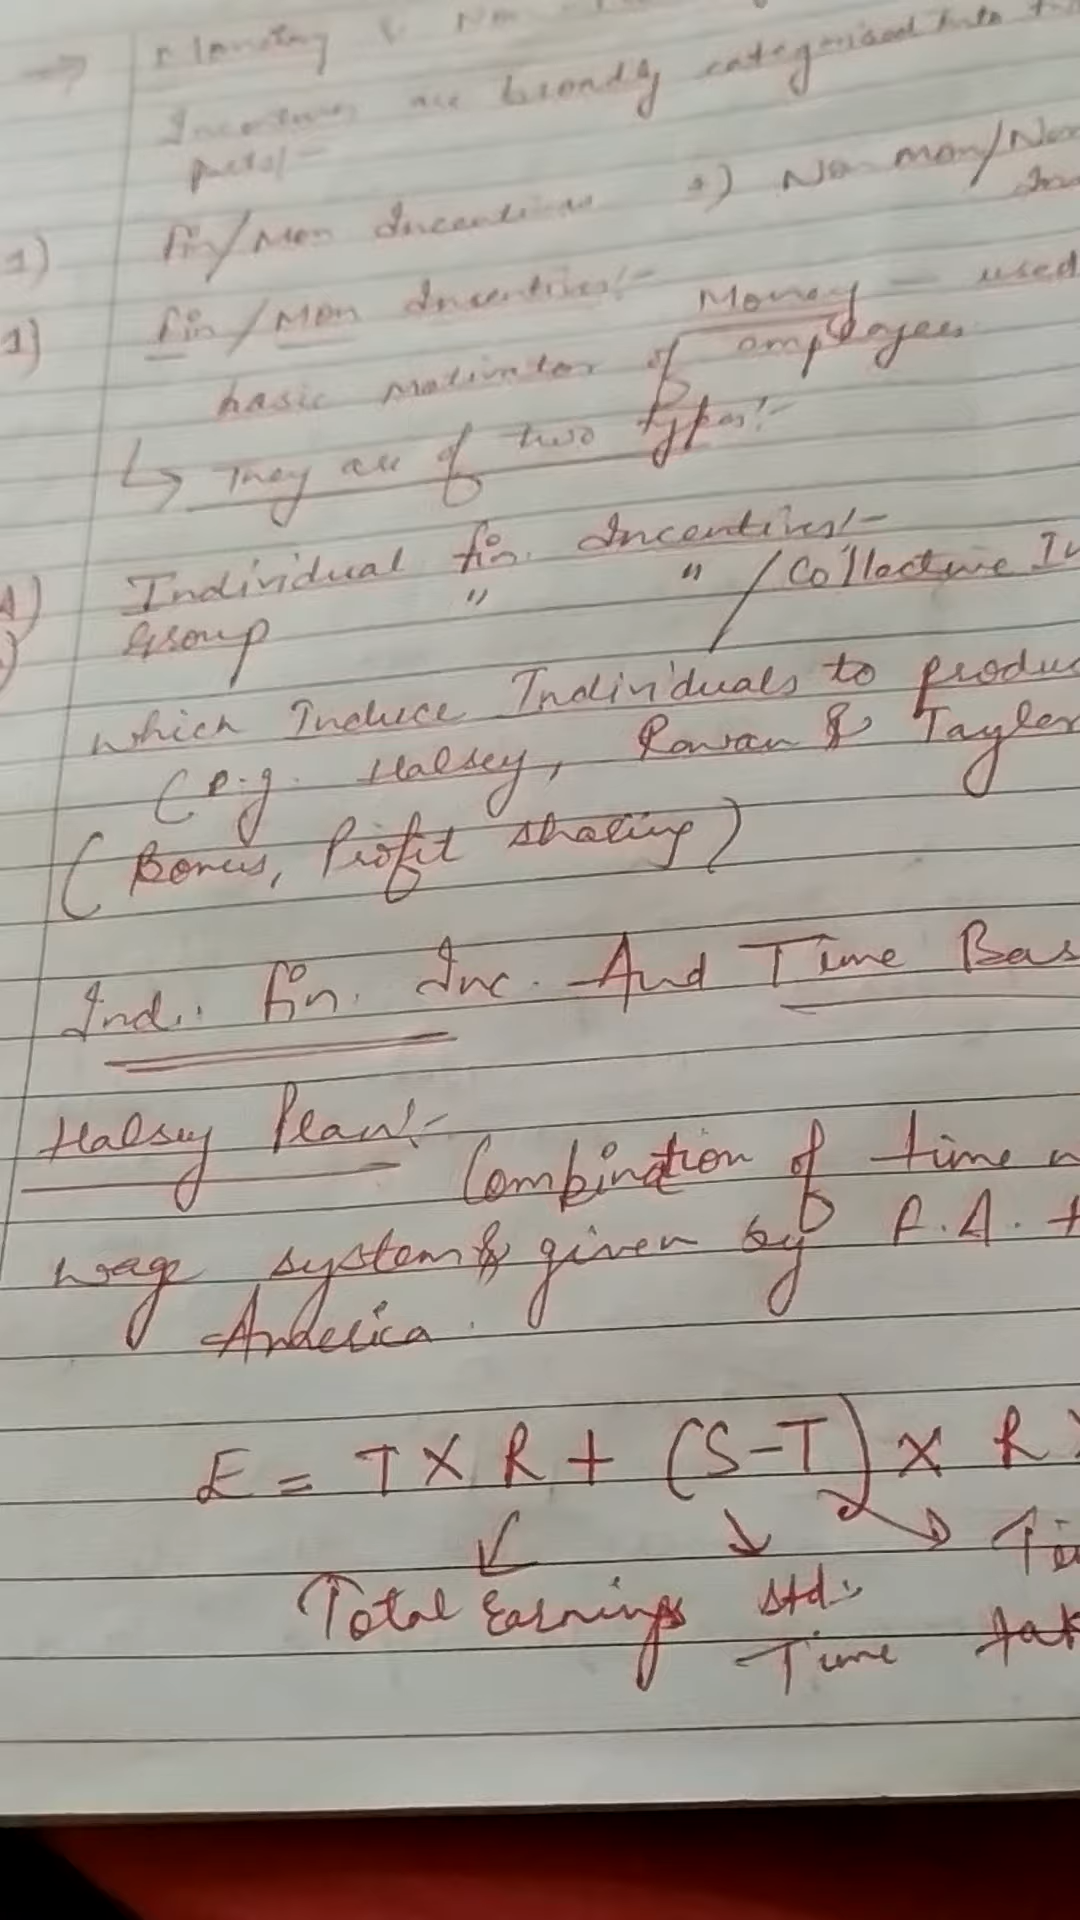 → Monetary & Non
Incentives are broadly categorised into
parts:-
1) Fin/Mon Incentives 2) Non mon/Non
1) Fin/Mon Incentives:- Money - used
basic motivator of employees
↳ They are of two types:-
A) Individual fin. Incentives:-
Group " " /Collective In
which Induce Individuals to produc
(e.g. Halsey, Rowan & Taylor
(Bonus, Profit sharing)
Ind. fin. Inc. And Time Bas
Halsey Plan:-
Combination of time
wage system & given by F.A.
America.
E = T X R + (S-T) X R
Total Earnings Std. Time